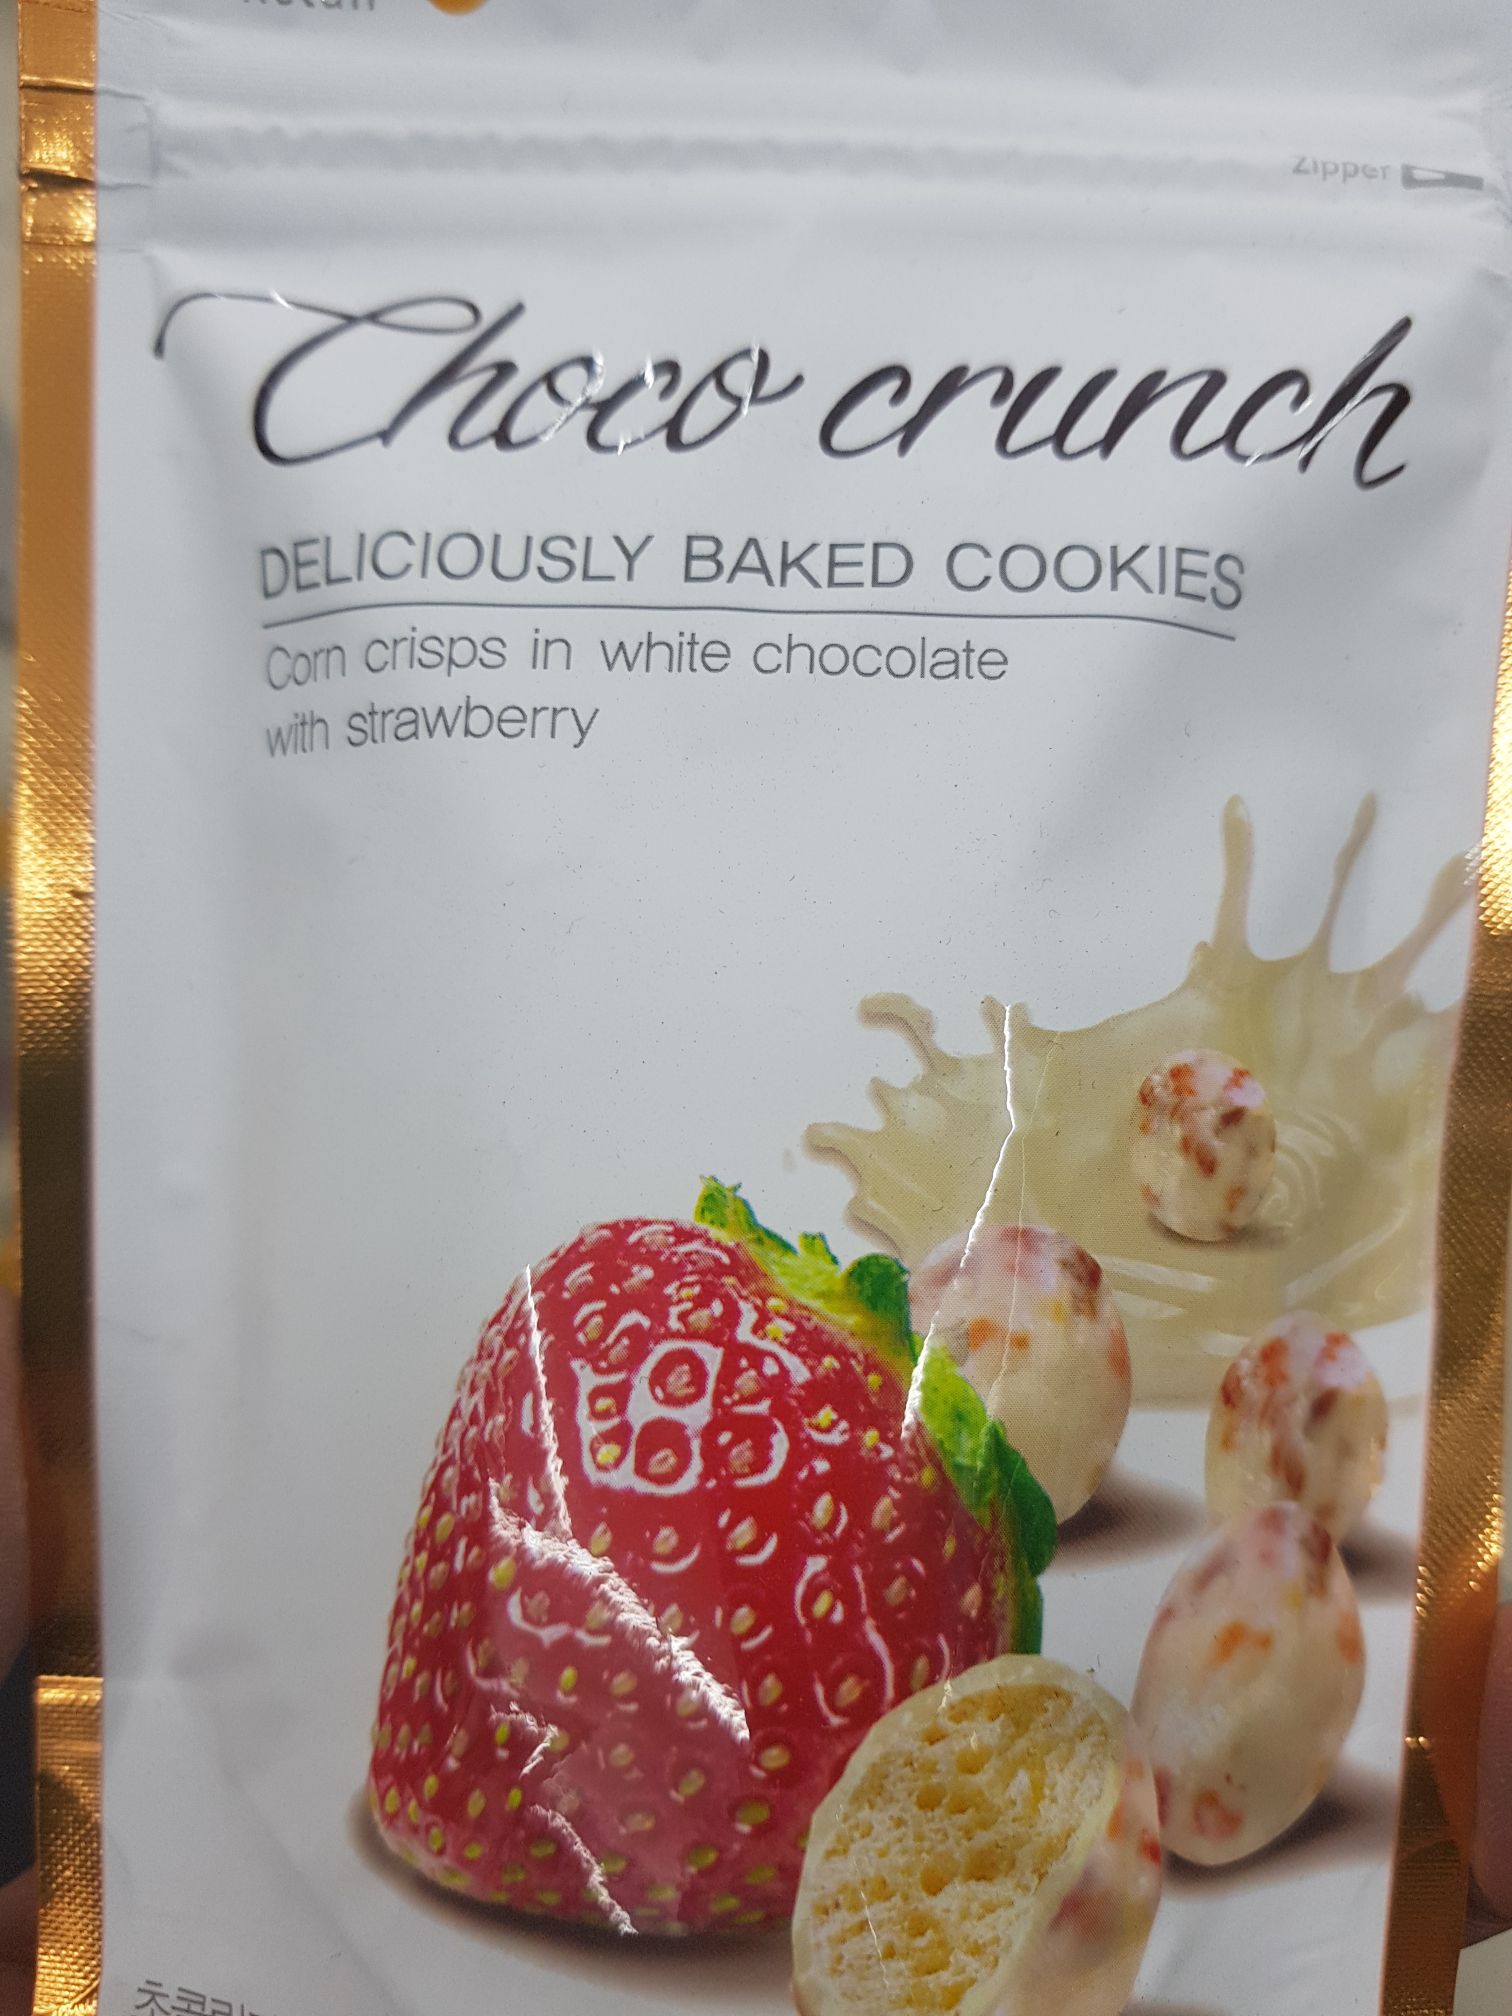 Zipper
Choco crunch
DELICIOUSLY BAKED COOKIES
Corn crisps in white chocolate
with strawberry